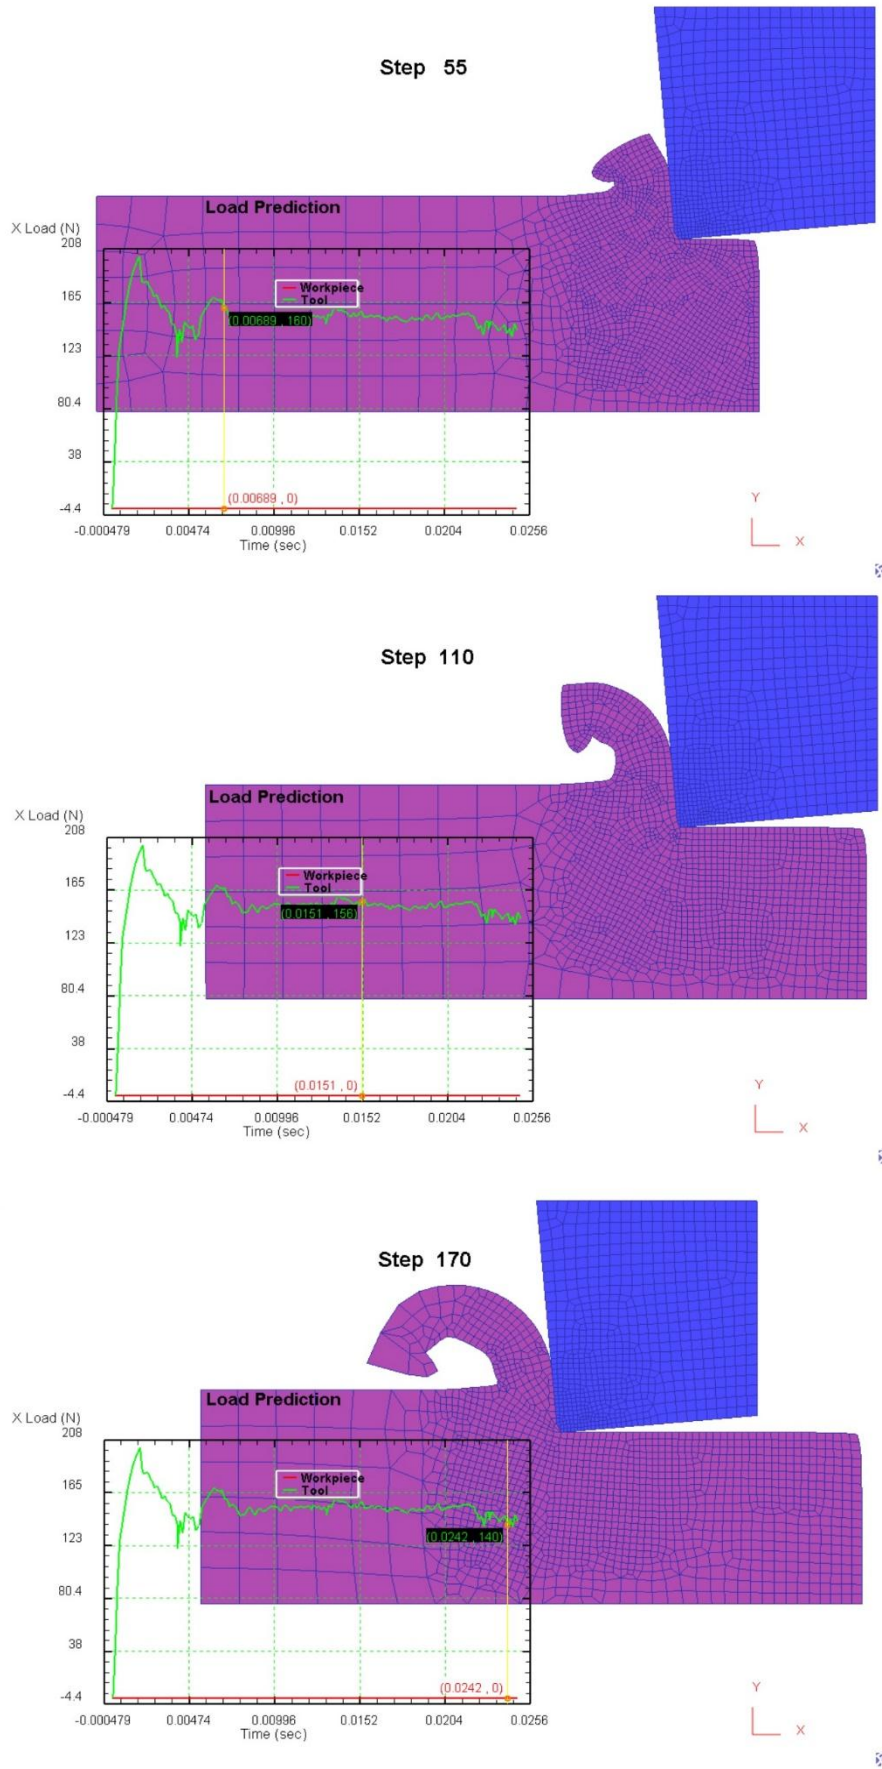 Step 55
Load Prediction
X Load (N)
208
Workpiece
Tool
165
(0.00689 , 160)
123
80.4
38
(0.00689 , 0)
-4.4
-0.000479 0.00474 0.00996 0.0152 0.0204 0.0256
Time (sec)
Y
X
Step 110
Load Prediction
X Load (N)
208
Workpiece
Tool
165
(0.0151 , 156)
123
80.4
38
(0.0151 , 0)
-4.4
-0.000479 0.00474 0.00996 0.0152 0.0204 0.0256
Time (sec)
Y
X
Step 170
Load Prediction
X Load (N)
208
Workpiece
Tool
165
(0.0242 , 140)
123
80.4
38
(0.0242 , 0)
-4.4
-0.000479 0.00474 0.00996 0.0152 0.0204 0.0256
Time (sec)
Y
X